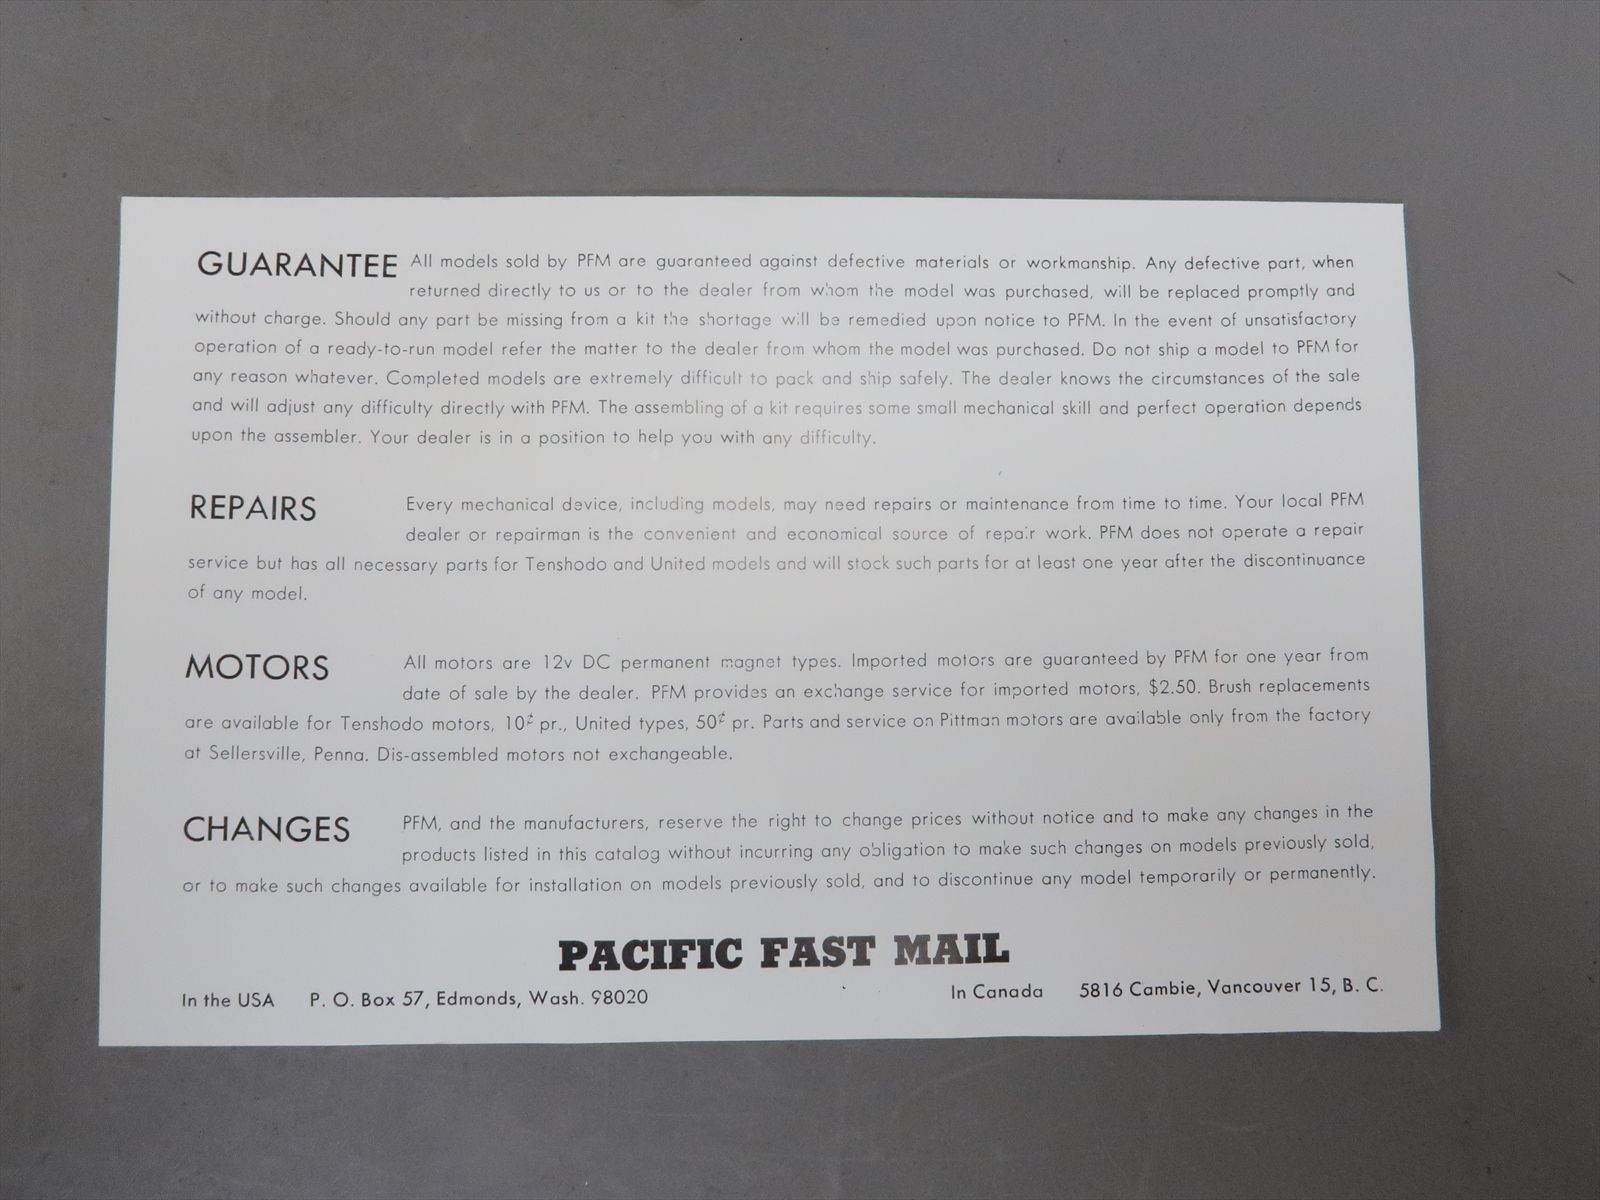 GUARANTEE All models sold by PFM are guaranteed against defective materials or workmanship. Any defective part, when
returned directly to us or to the dealer from whom the model was purchased, will be replaced promptly and
without charge. Should any part be missing from a kit the shortage will be remedied upon notice to PFM. In the event of unsatisfactory
operation of a ready-to-run model refer the matter to the dealer from whom the model was purchased. Do not ship a model to PFM for
any reason whatever. Completed models are extremely difficult to pack and ship safely. The dealer knows the circumstances of the sale
and will adjust any difficulty directly with PFM. The assembling of a kit requires some small mechanical skill and perfect operation depends
upon the assembler. Your dealer is in a position to help you with any difficulty.
REPAIRS Every mechanical device, including models, may need repairs or maintenance from time to time. Your local PFM
dealer or repairman is the convenient and economical source of repair work. PFM does not operate a repair
service but has all necessary parts for Tenshodo and United models and will stock such parts for at least one year after the discontinuance
of any model.
MOTORS All motors are 12v DC permanent magnet types. Imported motors are guaranteed by PFM for one year from
date of sale by the dealer. PFM provides an exchange service for imported motors, $2.50. Brush replacements
are available for Tenshodo motors, 10¢ pr., United types, 50¢ pr. Parts and service on Pittman motors are available only from the factory
at Sellersville, Penna. Dis-assembled motors not exchangeable.
CHANGES PFM, and the manufacturers, reserve the right to change prices without notice and to make any changes in the
products listed in this catalog without incurring any obligation to make such changes on models previously sold,
or to make such changes available for installation on models previously sold, and to discontinue any model temporarily or permanently.
PACIFIC FAST MAIL
In the USA P. O. Box 57, Edmonds, Wash. 98020 In Canada 5816 Cambie, Vancouver 15, B. C.